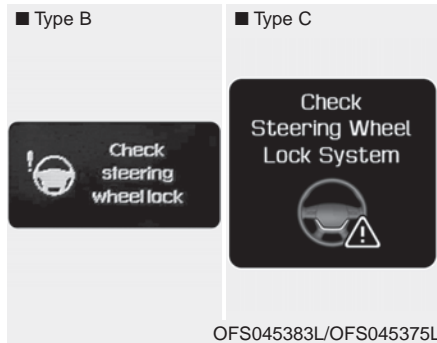 ■ Type B
Check
steering
wheel lock
■ Type C
Check
Steering Wheel
Lock System
OFS045383L/OFS045375L